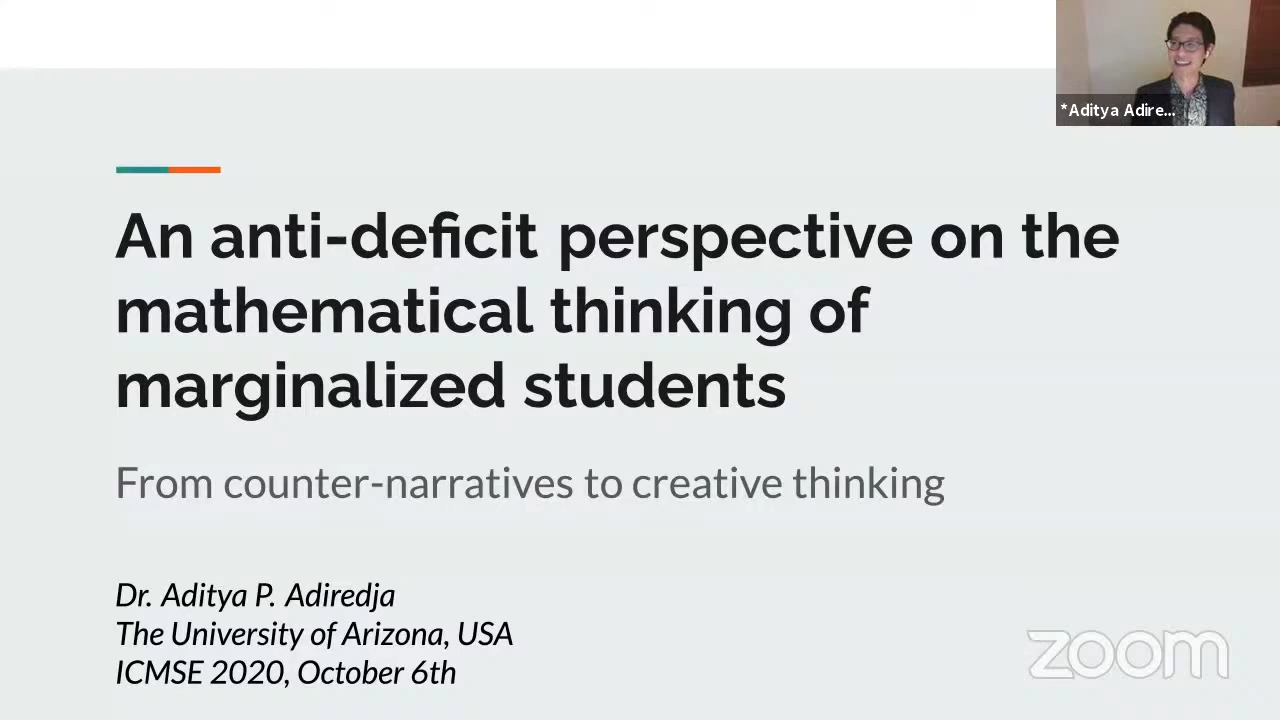 *Aditya Adire...
An anti-deficit perspective on the
mathematical thinking of
marginalized students
From counter-narratives to creative thinking
Dr. Aditya P. Adiredja
The University of Arizona, USA
ICMSE 2020, October 6th
zoom